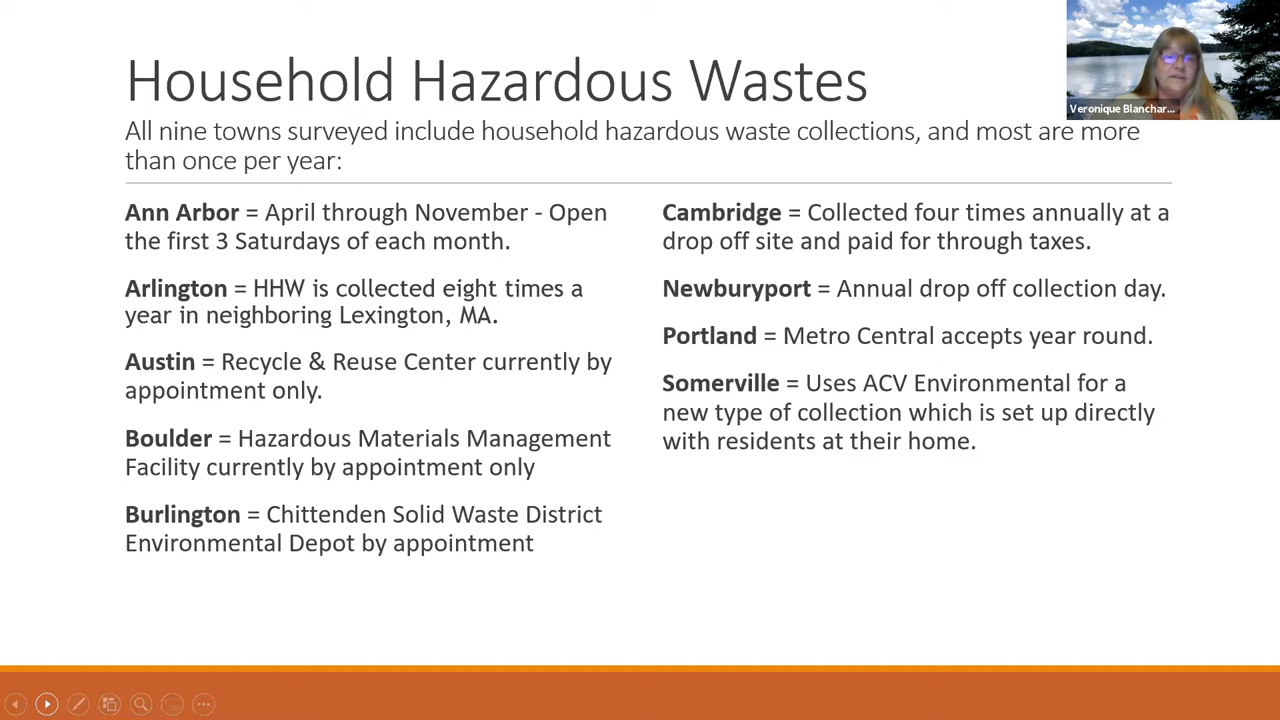 Household Hazardous Wastes
All nine towns surveyed include household hazardous waste collections, and most are more
than once per year:
Ann Arbor = April through November - Open
the first 3 Saturdays of each month.
Arlington = HHW is collected eight times a
year in neighboring Lexington, MA.
Austin = Recycle & Reuse Center currently by
appointment only.
Boulder = Hazardous Materials Management
Facility currently by appointment only
Burlington = Chittenden Solid Waste District
Environmental Depot by appointment
Cambridge = Collected four times annually at a
drop off site and paid for through taxes.
Newburyport = Annual drop off collection day.
Portland = Metro Central accepts year round.
Somerville = Uses ACV Environmental for a
new type of collection which is set up directly
with residents at their home.
Veronique Blanchar...